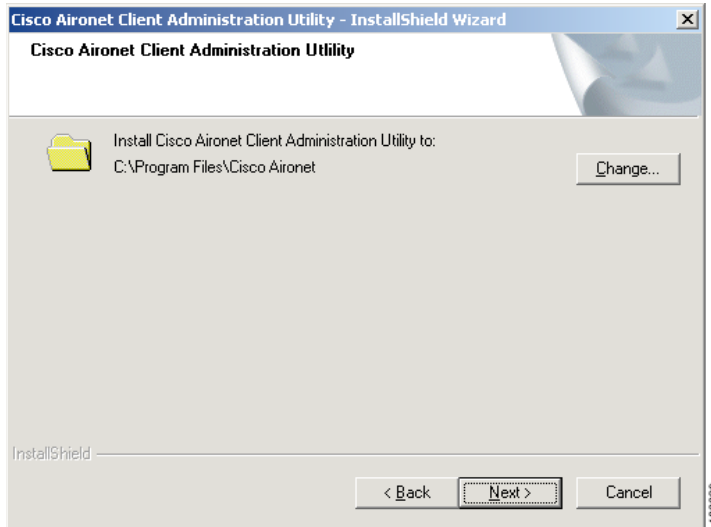 Cisco Aironet Client Administration Utility - InstallShield Wizard
Cisco Aironet Client Administration Utlility
Install Cisco Aironet Client Administration Utility to:
C:\Program Files\Cisco Aironet
Change...
InstallShield
< Back
Next >
Cancel